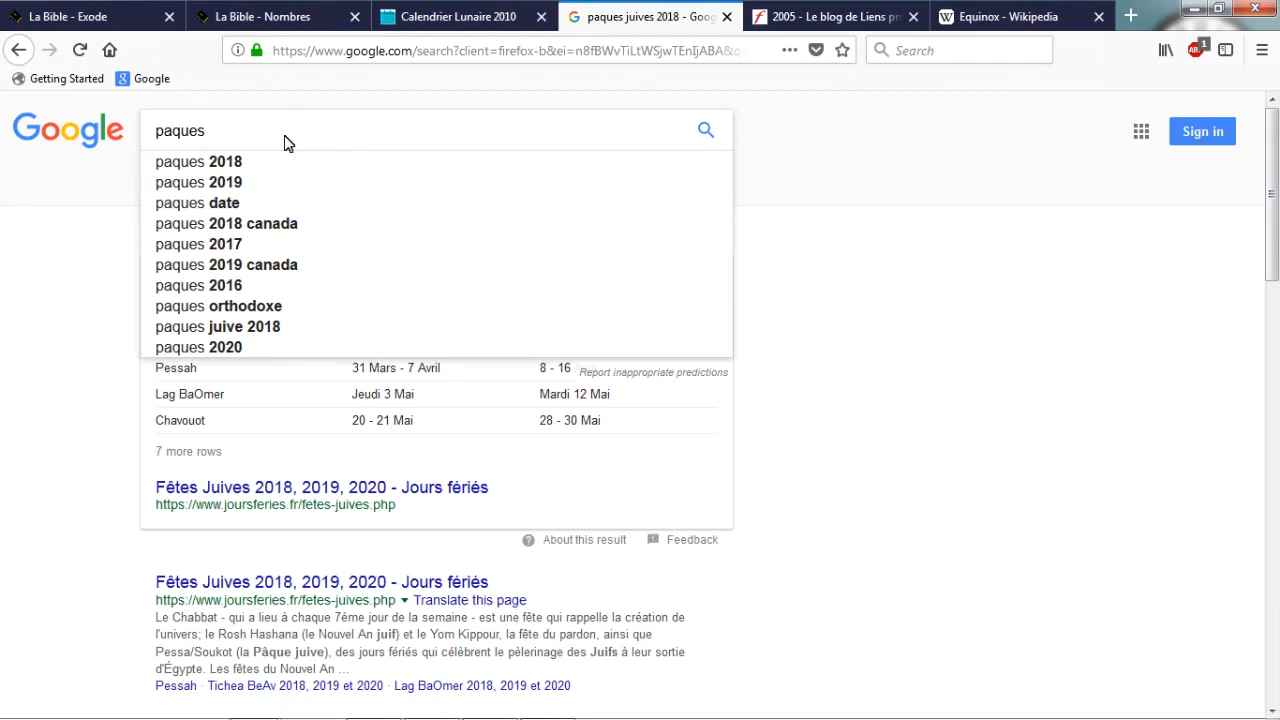 La Bible - Exode
La Bible - Nombres
Calendrier Lunaire 2010
paques juives 2018 - Goog
2005 - Le blog de Liens pr
Equinox - Wikipedia
https://www.google.com/search?client=firefox-b&ei=n8fBWvTiLtWSjwTEnIjABA&q=
Search
ABP
1
Getting Started
Google
Google
paques
Sign in
paques 2018
paques 2019
paques date
paques 2018 canada
paques 2017
paques 2019 canada
paques 2016
paques orthodoxe
paques juive 2018
paques 2020
Report inappropriate predictions
Pessah 31 Mars - 7 Avril 8 - 16
Lag BaOmer Jeudi 3 Mai Mardi 12 Mai
Chavouot 20 - 21 Mai 28 - 30 Mai
7 more rows
Fêtes Juives 2018, 2019, 2020 - Jours fériés
https://www.joursferies.fr/fetes-juives.php
About this result Feedback
Fêtes Juives 2018, 2019, 2020 - Jours fériés
https://www.joursferies.fr/fetes-juives.php Translate this page
Le Chabbat - qui a lieu à chaque 7ème jour de la semaine - est une fête qui rappelle la création de
l'univers; le Rosh Hashana (le Nouvel An juif) et le Yom Kippour, la fête du pardon, ainsi que
Pessa/Soukot (la Pâque juive), des jours fériés qui célèbrent le pèlerinage des Juifs à leur sortie
d'Égypte. Les fêtes du Nouvel An ...
Pessah · Tichea BeAv 2018, 2019 et 2020 · Lag BaOmer 2018, 2019 et 2020